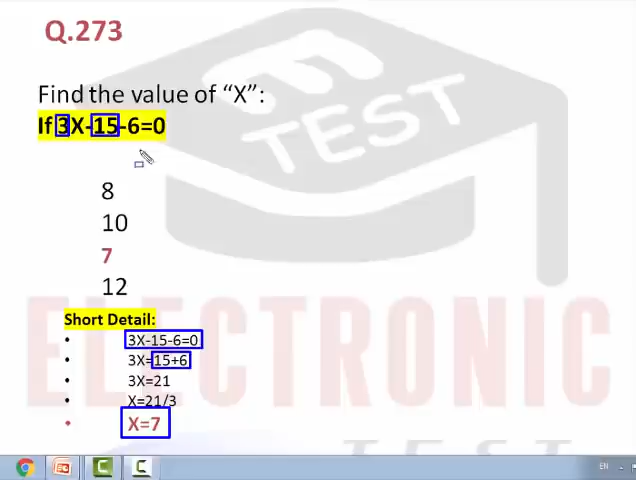 Q.273
Find the value of “X”:
If 3X-15-6=0
8
10
7
12
Short Detail:
• 3X-15-6=0
• 3X=15+6
• 3X=21
• X=21/3
• X=7
E TEST
ELECTRONIC
TEST
EN